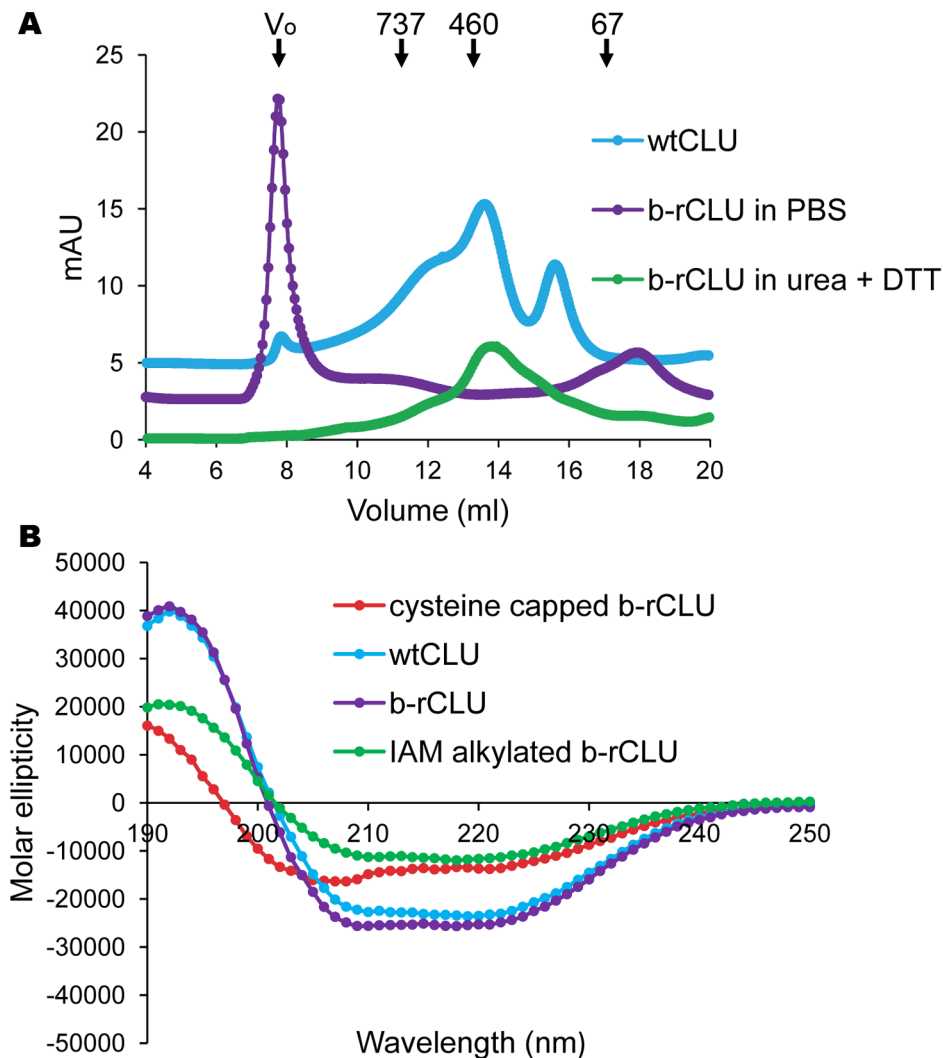 A
Vo 737 460 67
25
20
15
10
5
0
mAU
wtCLU
b-rCLU in PBS
b-rCLU in urea + DTT
4 6 8 10 12 14 16 18 20
Volume (ml)
B
50000
40000
30000
20000
10000
0
-10000
-20000
-30000
-40000
-50000
Molar ellipticity
cysteine capped b-rCLU
wtCLU
b-rCLU
IAM alkylated b-rCLU
190 200 210 220 230 240 250
Wavelength (nm)